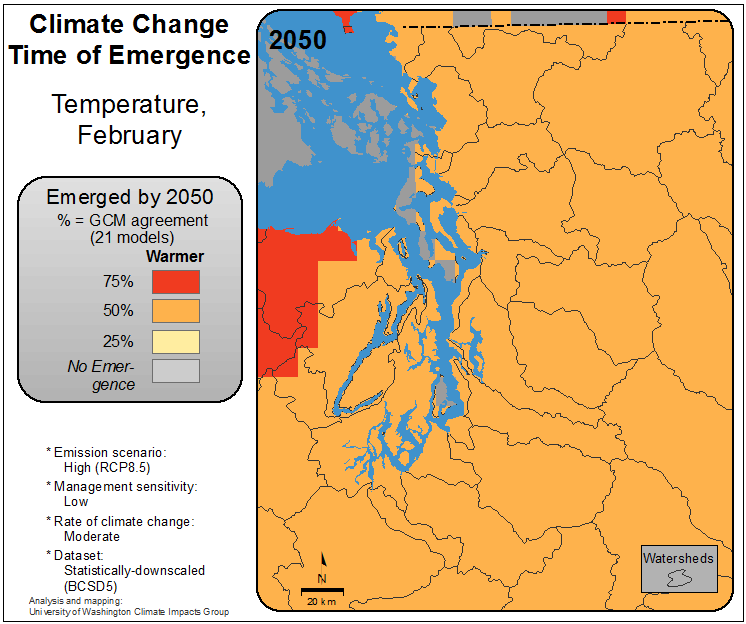 Climate Change
Time of Emergence
Temperature,
February
Emerged by 2050
% = GCM agreement
(21 models)
Warmer
75%
50%
25%
No Emer-
gence
* Emission scenario:
High (RCP8.5)
* Management sensitivity:
Low
* Rate of climate change:
Moderate
* Dataset:
Statistically-downscaled
(BCSD5)
Analysis and mapping:
University of Washington Climate Impacts Group
2050
N
20 km
Watersheds